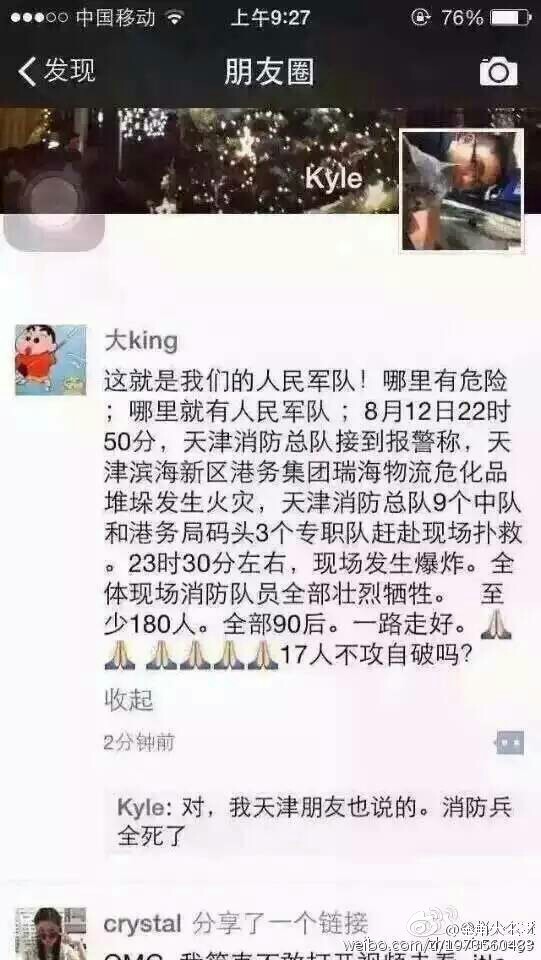 中国移动 上午9:27 76%
发现 朋友圈
Kyle
大king
这就是我们的人民军队！哪里有危险
；哪里就有人民军队 ；8月12日22时
50分，天津消防总队接到报警称，天
津滨海新区港务集团瑞海物流危化品
堆垛发生火灾，天津消防总队9个中队
和港务局码头3个专职队赶赴现场扑救
。23时30分左右，现场发生爆炸。全
体现场消防队员全部壮烈牺牲。 至
少180人。全部90后。一路走好。🙏
🙏 🙏🙏🙏🙏17人不攻自破吗?
收起
2分钟前
Kyle: 对，我天津朋友也说的。消防兵
全死了
crystal 分享了一个链接
weibo.com/